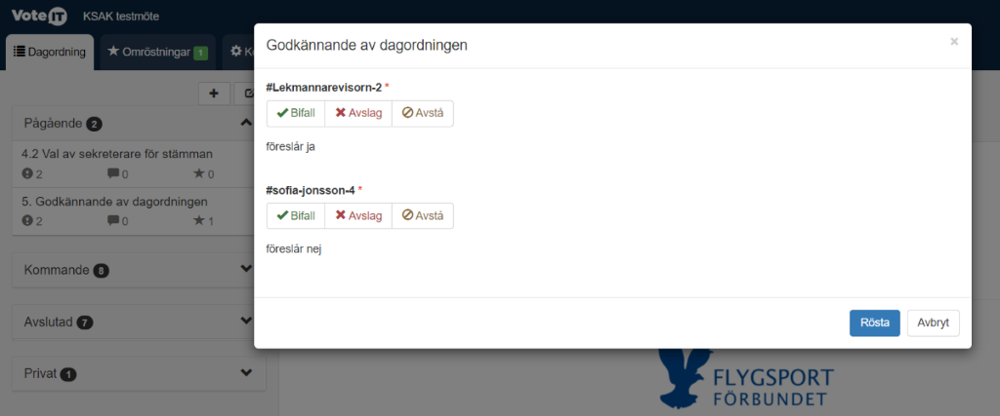 VoteIT KSAK testmöte
Dagordning Omröstningar 1
Pågående 2
4.2 Val av sekreterare för stämman
2 0 0
5. Godkännande av dagordningen
2 0 1
Kommande 8
Avslutad 7
Privat 1
Godkännande av dagordningen ×
#Lekmannarevisorn-2 *
Bifall Avslag Avstå
föreslår ja
#sofia-jonsson-4 *
Bifall Avslag Avstå
föreslår nej
Rösta Avbryt
FLYGSPORT
FÖRBUNDET